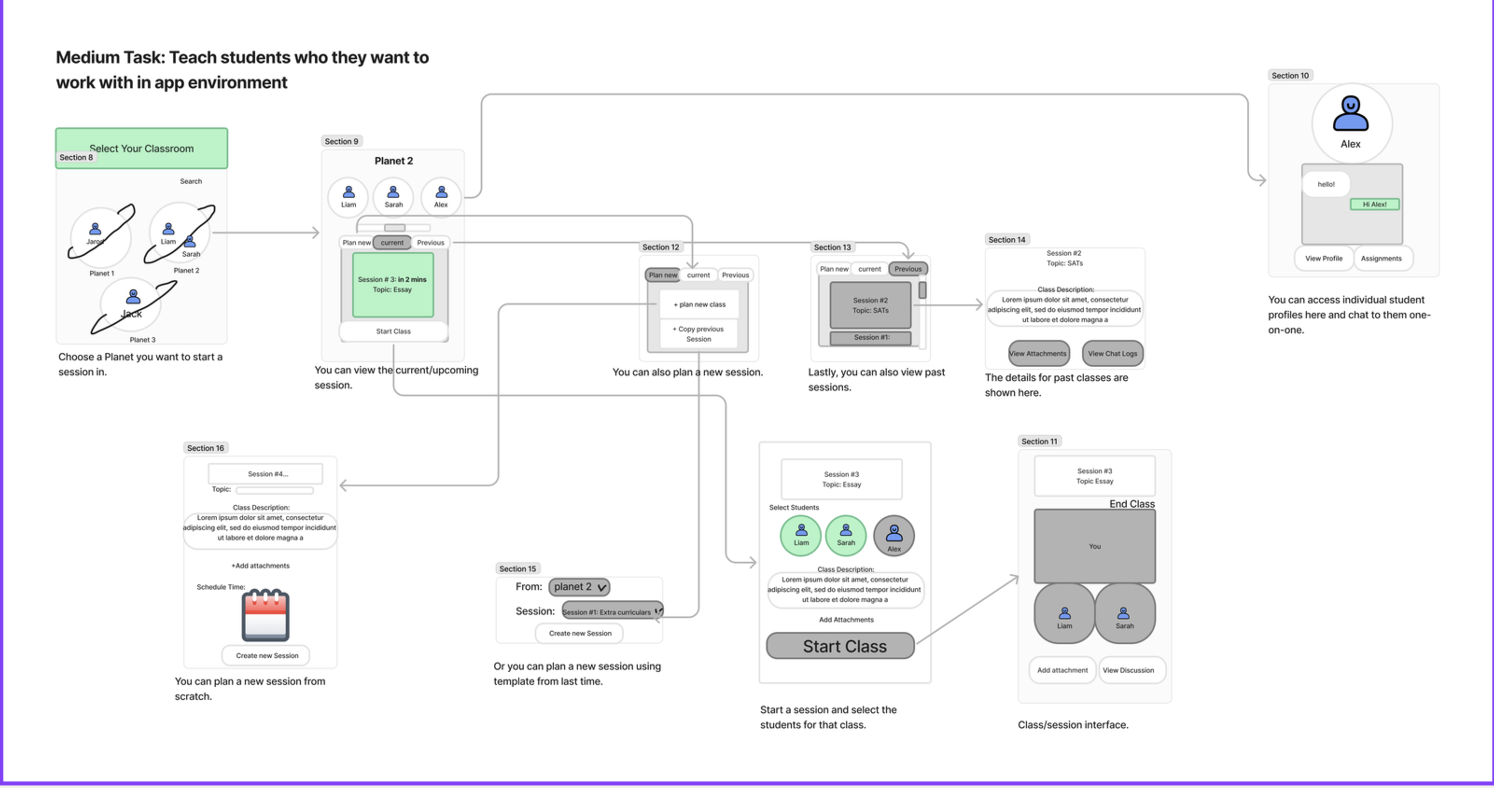 Medium Task: Teach students who they want to
work with in app environment
Select Your Classroom
Section 8
Search
Jared
Planet 1
Liam
Sarah
Planet 2
Jack
Planet 3
Choose a Planet you want to start a
session in.
Section 9
Planet 2
Liam
Sarah
Alex
Plan new
current
Previous
Session # 3: in 2 mins
Topic: Essay
Start Class
You can view the current/upcoming
session.
Section 12
Plan new
current
Previous
+ plan new class
+ Copy previous
Session
You can also plan a new session.
Section 13
Plan new
current
Previous
Session #2
Topic: SATs
Session #1:
Lastly, you can also view past
sessions.
Section 14
Session #2
Topic: SATs
Class Description:
Lorem ipsum dolor sit amet, consectetur
adipiscing elit, sed do eiusmod tempor incididunt
ut labore et dolore magna a
View Attachments
View Chat Logs
The details for past classes are
shown here.
Section 10
Alex
hello!
Hi Alex!
View Profile
Assignments
You can access individual student
profiles here and chat to them one-
on-one.
Section 16
Session #4...
Topic:
Class Description:
Lorem ipsum dolor sit amet, consectetur
adipiscing elit, sed do eiusmod tempor incididunt
ut labore et dolore magna a
+Add attachments
Schedule Time:
Create new Session
You can plan a new session from
scratch.
Section 15
From:
planet 2
Session:
Session #1: Extra curriculars
Create new Session
Or you can plan a new session using
template from last time.
Session #3
Topic: Essay
Select Students
Liam
Sarah
Alex
Class Description:
Lorem ipsum dolor sit amet, consectetur
adipiscing elit, sed do eiusmod tempor incididunt
ut labore et dolore magna a
Add Attachments
Start Class
Start a session and select the
students for that class.
Section 11
Session #3
Topic Essay
End Class
You
Liam
Sarah
Add attachment
View Discussion
Class/session interface.